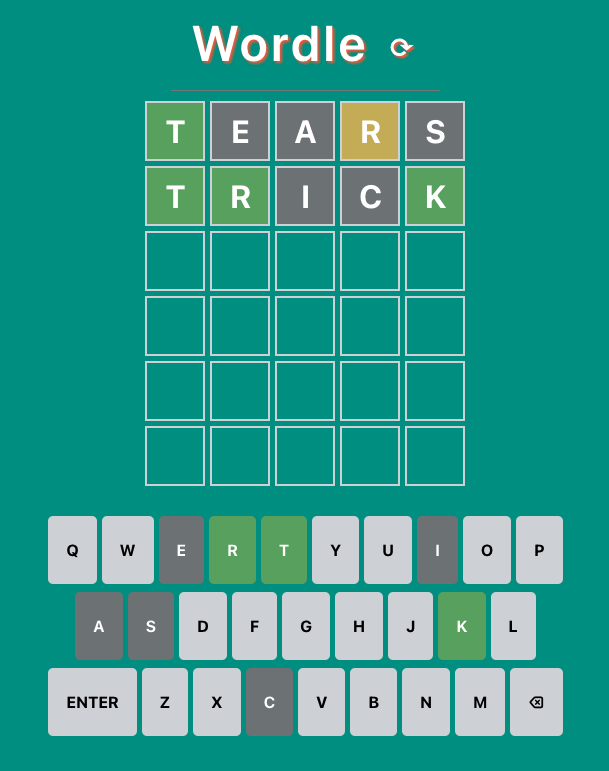 Wordle ⟳
T E A R S
T R I C K
Q W E R T Y U I O P
A S D F G H J K L
ENTER Z X C V B N M ⌫